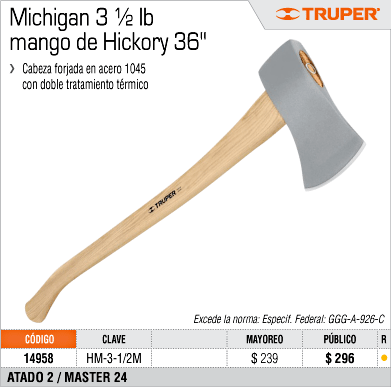 Michigan 3 ½ lb
TRUPER®
mango de Hickory 36"
❯ Cabeza forjada en acero 1045
con doble tratamiento térmico
TRUPER
Excede la norma: Especif. Federal: GGG-A-926-C
CÓDIGO CLAVE MAYOREO PÚBLICO R
14958 HM-3-1/2M $ 239 $ 296 ●
ATADO 2 / MASTER 24